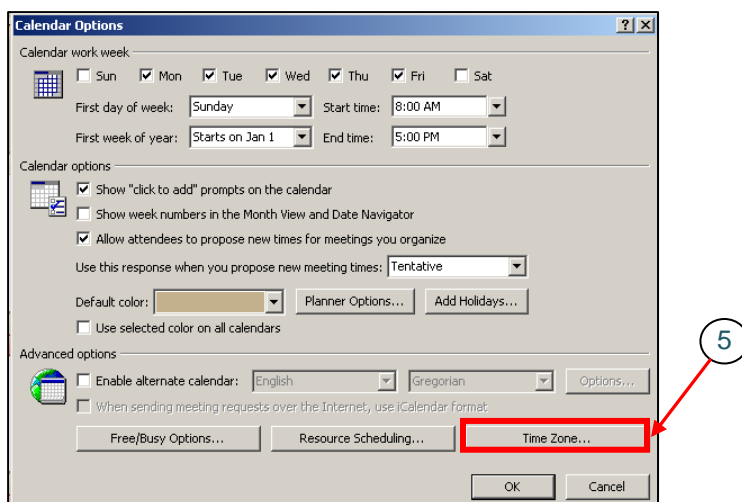 Calendar Options
Calendar work week
Sun Mon Tue Wed Thu Fri Sat
First day of week: Sunday Start time: 8:00 AM
First week of year: Starts on Jan 1 End time: 5:00 PM
Calendar options
Show "click to add" prompts on the calendar
Show week numbers in the Month View and Date Navigator
Allow attendees to propose new times for meetings you organize
Use this response when you propose new meeting times: Tentative
Default color: Planner Options... Add Holidays...
Use selected color on all calendars
5
Advanced options
Enable alternate calendar: English Gregorian Options...
When sending meeting requests over the Internet, use iCalendar format
Free/Busy Options... Resource Scheduling... Time Zone...
OK Cancel